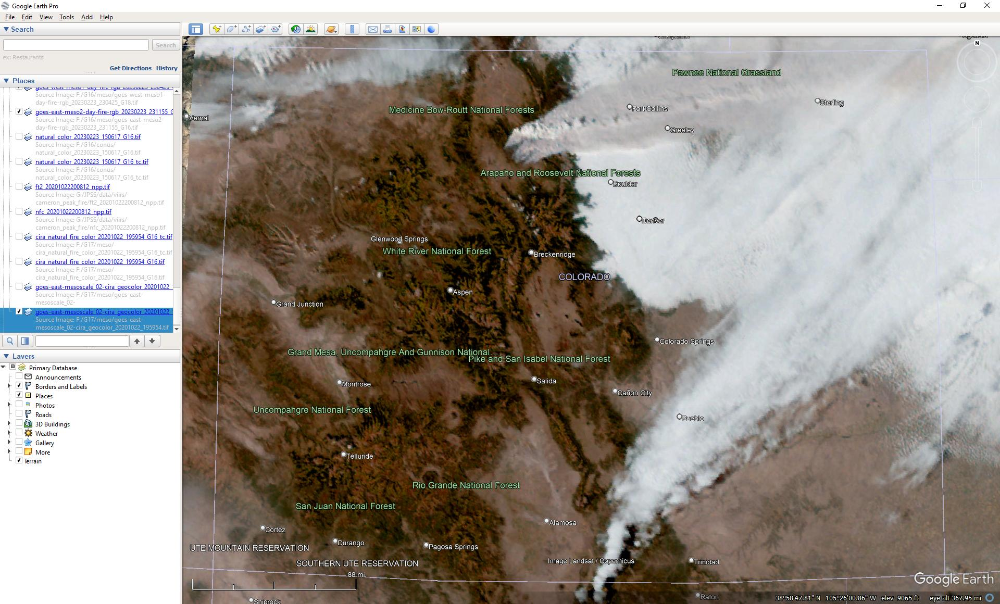 Google Earth Pro
File Edit View Tools Add Help
Search
Search
ex: Restaurants
Get Directions History
Places
goes-west-meso1-day-fire-rgb_20230223_230425
Source Image: F:/G16/meso/goes-west-meso1-
day-fire-rgb_20230223_230425_G18.tif
goes-east-meso2-day-fire-rgb_20230223_231155_G
Source Image: F:/G16/meso/goes-east-meso2-
day-fire-rgb_20230223_231155_G16.tif
natural_color_20230223_150617_G16.tif
Source Image: F:/G16/conus/
natural_color_20230223_150617_G16.tif
natural_color_20230223_150617_G16_tc.tif
Source Image: F:/G16/conus/
natural_color_20230223_150617_G16_tc.tif
ft2_20201022200812_npp.tif
Source Image: G:/JPSS/data/viirs/
cameron_peak_fire/ft2_20201022200812_npp.tif
nfc_20201022200812_npp.tif
Source Image: G:/JPSS/data/viirs/
cameron_peak_fire/nfc_20201022200812_npp.tif
cira_natural_fire_color_20201022_195954_G16_tc.tif
Source Image: F:/G17/meso/
cira_natural_fire_color_20201022_195954_G16_tc.tif
cira_natural_fire_color_20201022_195954_G16.tif
Source Image: F:/G17/meso/
cira_natural_fire_color_20201022_195954_G16.tif
goes-east-mesoscale_02-cira_geocolor_20201022_
Source Image: F:/G17/meso/goes-east-
mesoscale_02-
goes-east-mesoscale_02-cira_geocolor_20201022_
Source Image: F:/G17/meso/goes-east-
mesoscale_02-cira_geocolor_20201022_195954.tif
Layers
Primary Database
Announcements
Borders and Labels
Places
Photos
Roads
3D Buildings
Weather
Gallery
More
Terrain
Cheyenne
Ogallala
N
Pawnee National Grassland
Sterling
Fort Collins
Medicine Bow-Routt National Forests
Vernal
Greeley
Arapaho and Roosevelt National Forests
Boulder
Denver
Glenwood Springs
White River National Forest
Breckenridge
COLORADO
Aspen
Grand Junction
Colorado Springs
Grand Mesa, Uncompahgre And Gunnison National...
Pike and San Isabel National Forest
Salida
Montrose
Cañon City
Uncompahgre National Forest
Pueblo
Telluride
Rio Grande National Forest
San Juan National Forest
Alamosa
Cortez
Durango
Pagosa Springs
UTE MOUNTAIN RESERVATION
SOUTHERN UTE RESERVATION
Image Landsat / Copernicus
Trinidad
88 mi
Google Earth
Raton
Shiprock
38°58'47.81" N 105°26'00.86" W elev 9065 ft eye alt 367.95 mi